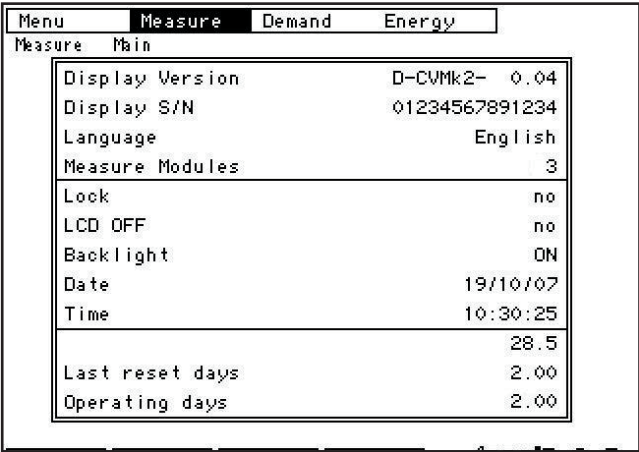 Menu Measure Demand Energy
Measure Main
Display Version D-CVMk2- 0.04
Display S/N 01234567891234
Language English
Measure Modules 3
Lock no
LCD OFF no
Backlight ON
Date 19/10/07
Time 10:30:25
28.5
Last reset days 2.00
Operating days 2.00